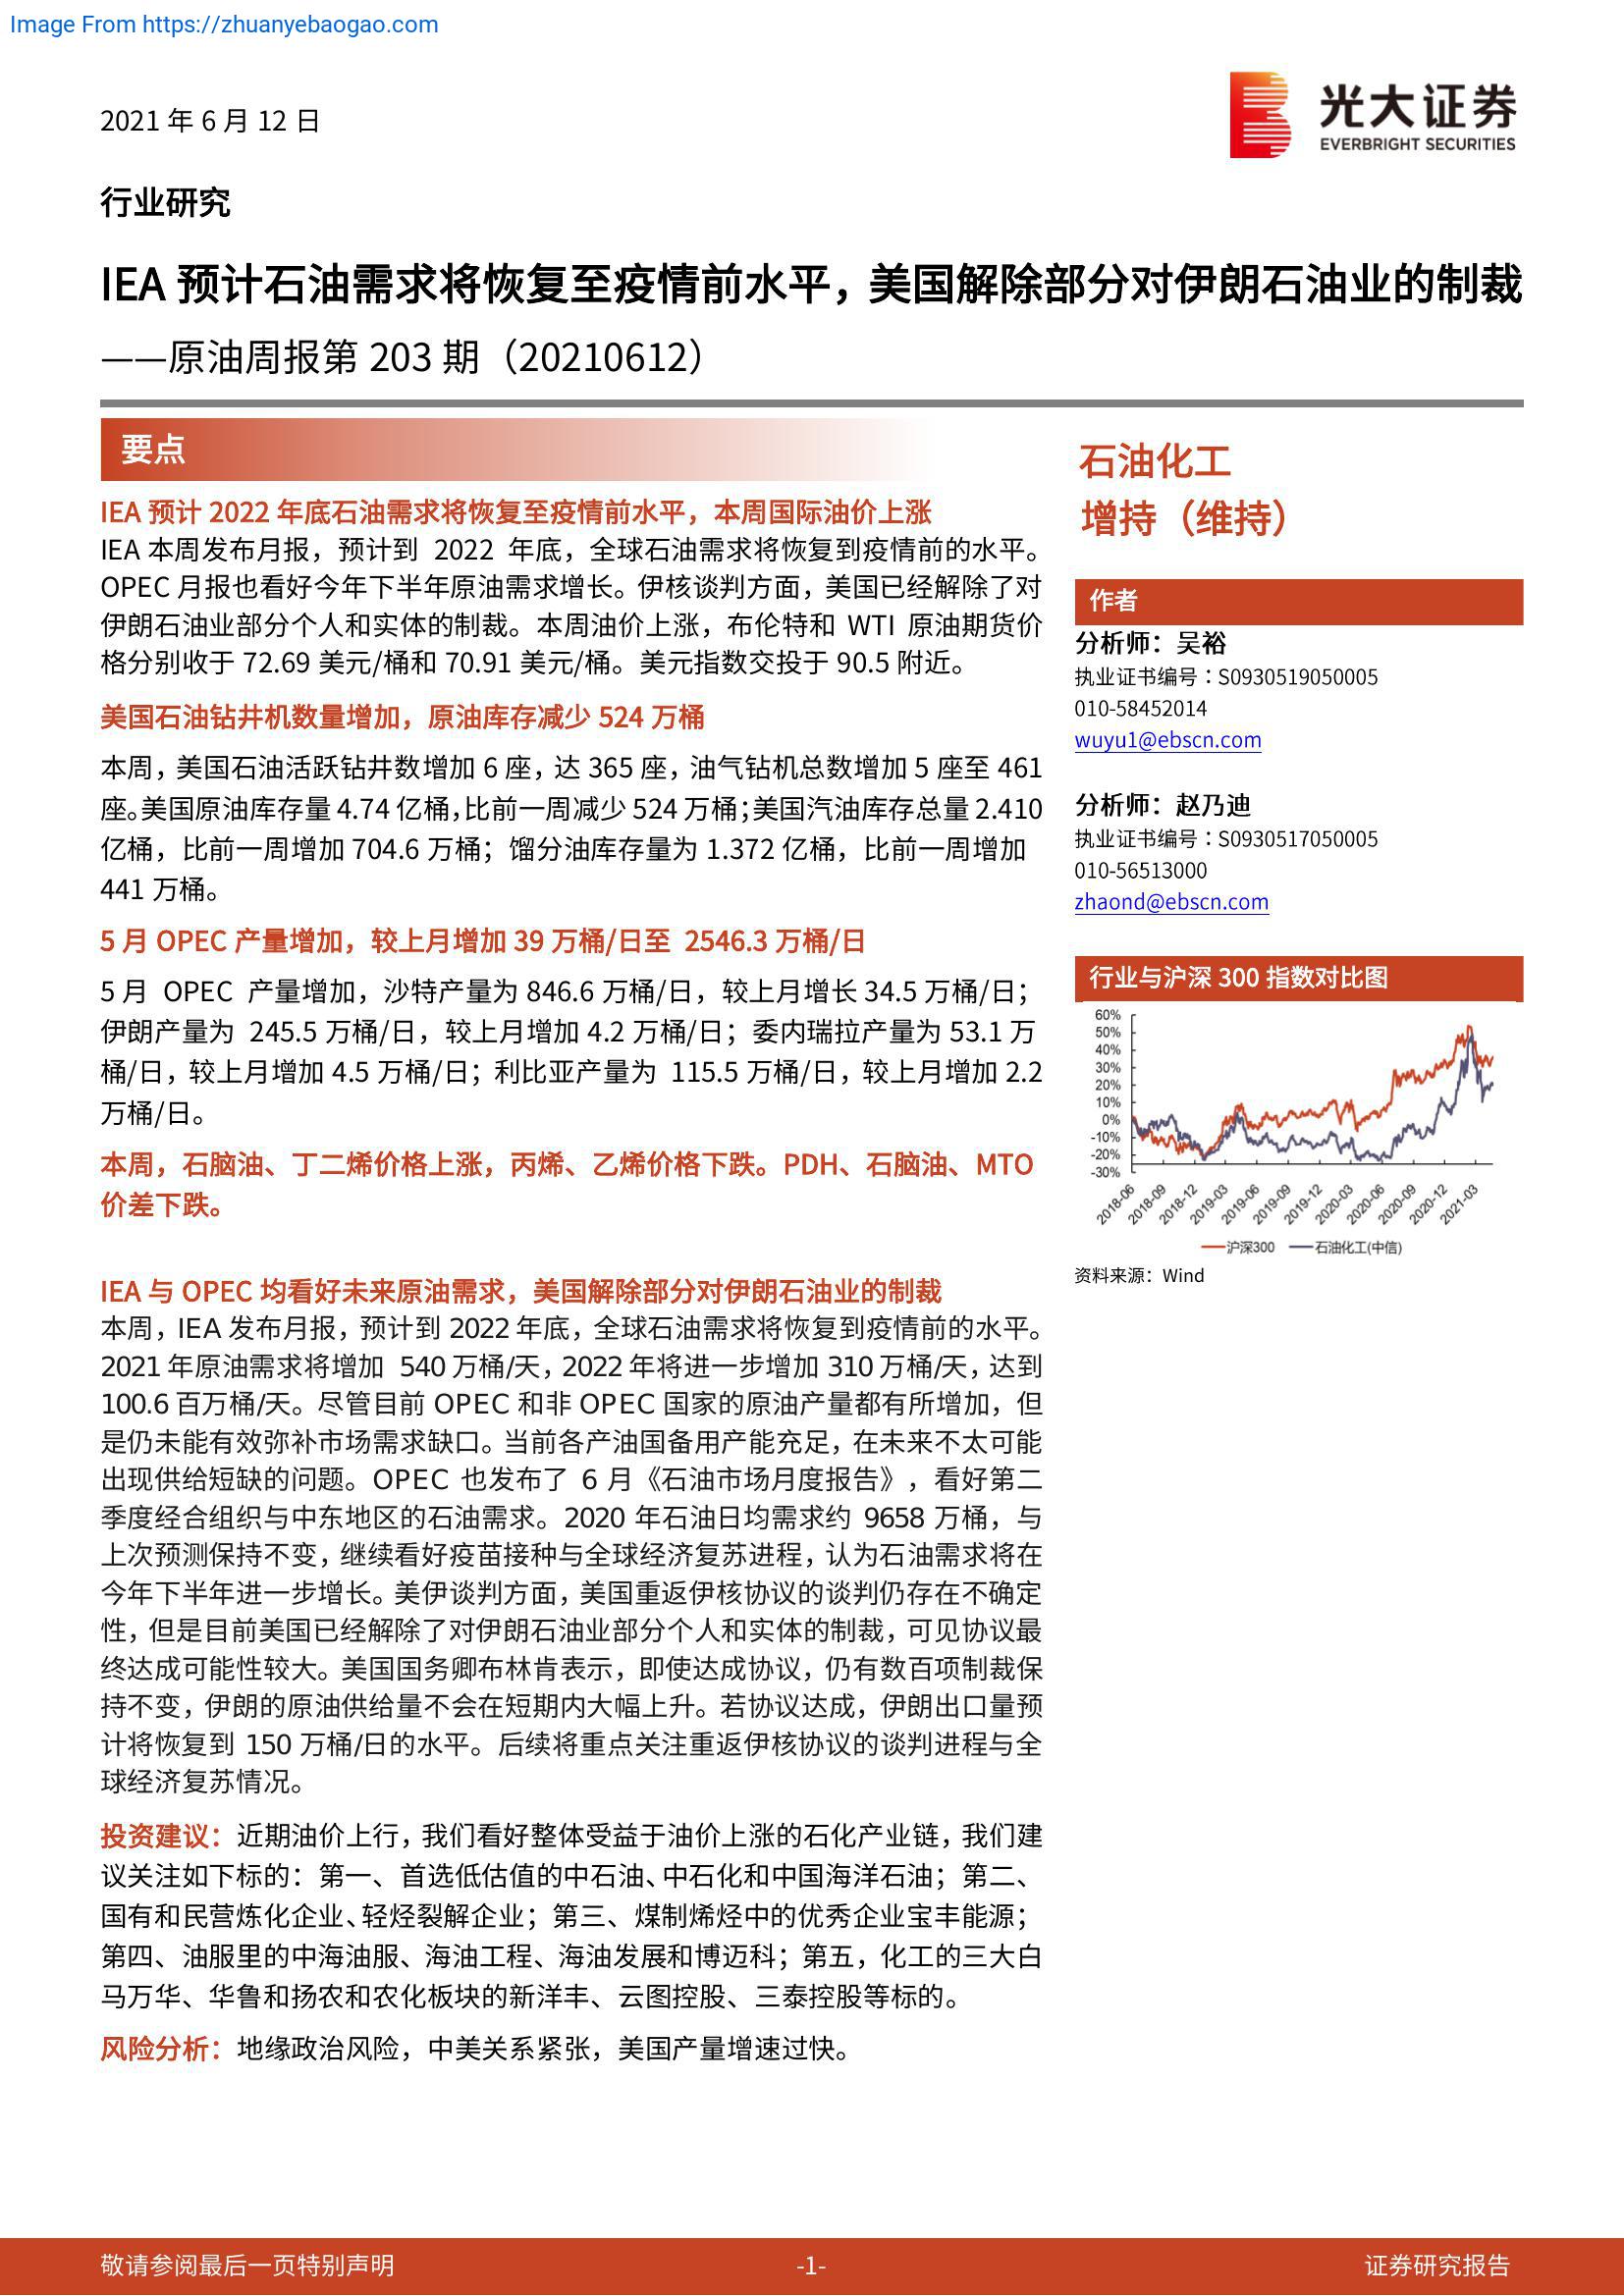 Image From https://zhuanyebaogao.com
2021 年 6 月 12 日
光大证券
EVERBRIGHT SECURITIES
行业研究
IEA 预计石油需求将恢复至疫情前水平，美国解除部分对伊朗石油业的制裁
——原油周报第 203 期（20210612）
要点
IEA 预计 2022 年底石油需求将恢复至疫情前水平，本周国际油价上涨
IEA 本周发布月报，预计到 2022 年底，全球石油需求将恢复到疫情前的水平。
OPEC 月报也看好今年下半年原油需求增长。伊核谈判方面，美国已经解除了对
伊朗石油业部分个人和实体的制裁。本周油价上涨，布伦特和 WTI 原油期货价
格分别收于 72.69 美元/桶和 70.91 美元/桶。美元指数交投于 90.5 附近。
美国石油钻井机数量增加，原油库存减少 524 万桶
本周，美国石油活跃钻井数增加 6 座，达 365 座，油气钻机总数增加 5 座至 461
座。美国原油库存量 4.74 亿桶，比前一周减少 524 万桶；美国汽油库存总量 2.410
亿桶，比前一周增加 704.6 万桶；馏分油库存量为 1.372 亿桶，比前一周增加
441 万桶。
5 月 OPEC 产量增加，较上月增加 39 万桶/日至 2546.3 万桶/日
5 月 OPEC 产量增加，沙特产量为 846.6 万桶/日，较上月增长 34.5 万桶/日；
伊朗产量为 245.5 万桶/日，较上月增加 4.2 万桶/日；委内瑞拉产量为 53.1 万
桶/日，较上月增加 4.5 万桶/日；利比亚产量为 115.5 万桶/日，较上月增加 2.2
万桶/日。
本周，石脑油、丁二烯价格上涨，丙烯、乙烯价格下跌。PDH、石脑油、MTO
价差下跌。
IEA 与 OPEC 均看好未来原油需求，美国解除部分对伊朗石油业的制裁
本周，IEA 发布月报，预计到 2022 年底，全球石油需求将恢复到疫情前的水平。
2021 年原油需求将增加 540 万桶/天，2022 年将进一步增加 310 万桶/天，达到
100.6 百万桶/天。尽管目前 OPEC 和非 OPEC 国家的原油产量都有所增加，但
是仍未能有效弥补市场需求缺口。当前各产油国备用产能充足，在未来不太可能
出现供给短缺的问题。OPEC 也发布了 6 月《石油市场月度报告》，看好第二
季度经合组织与中东地区的石油需求。2020 年石油日均需求约 9658 万桶，与
上次预测保持不变，继续看好疫苗接种与全球经济复苏进程，认为石油需求将在
今年下半年进一步增长。美伊谈判方面，美国重返伊核协议的谈判仍存在不确定
性，但是目前美国已经解除了对伊朗石油业部分个人和实体的制裁，可见协议最
终达成可能性较大。美国国务卿布林肯表示，即使达成协议，仍有数百项制裁保
持不变，伊朗的原油供给量不会在短期内大幅上升。若协议达成，伊朗出口量预
计将恢复到 150 万桶/日的水平。后续将重点关注重返伊核协议的谈判进程与全
球经济复苏情况。
投资建议：近期油价上行，我们看好整体受益于油价上涨的石化产业链，我们建
议关注如下标的：第一、首选低估值的中石油、中石化和中国海洋石油；第二、
国有和民营炼化企业、轻烃裂解企业；第三、煤制烯烃中的优秀企业宝丰能源；
第四、油服里的中海油服、海油工程、海油发展和博迈科；第五，化工的三大白
马万华、华鲁和扬农和农化板块的新洋丰、云图控股、三泰控股等标的。
风险分析：地缘政治风险，中美关系紧张，美国产量增速过快。
石油化工
增持（维持）
作者
分析师：吴裕
执业证书编号：S0930519050005
010-58452014
wuyu1@ebscn.com
分析师：赵乃迪
执业证书编号：S0930517050005
010-56513000
zhaond@ebscn.com
行业与沪深 300 指数对比图
60%
50%
40%
30%
20%
10%
0%
-10%
-20%
-30%
2018-06 2018-09 2018-12 2019-03 2019-06 2019-09 2019-12 2020-03 2020-06 2020-09 2020-12 2021-03
沪深300 石油化工(中信)
资料来源：Wind
敬请参阅最后一页特别声明 -1- 证券研究报告